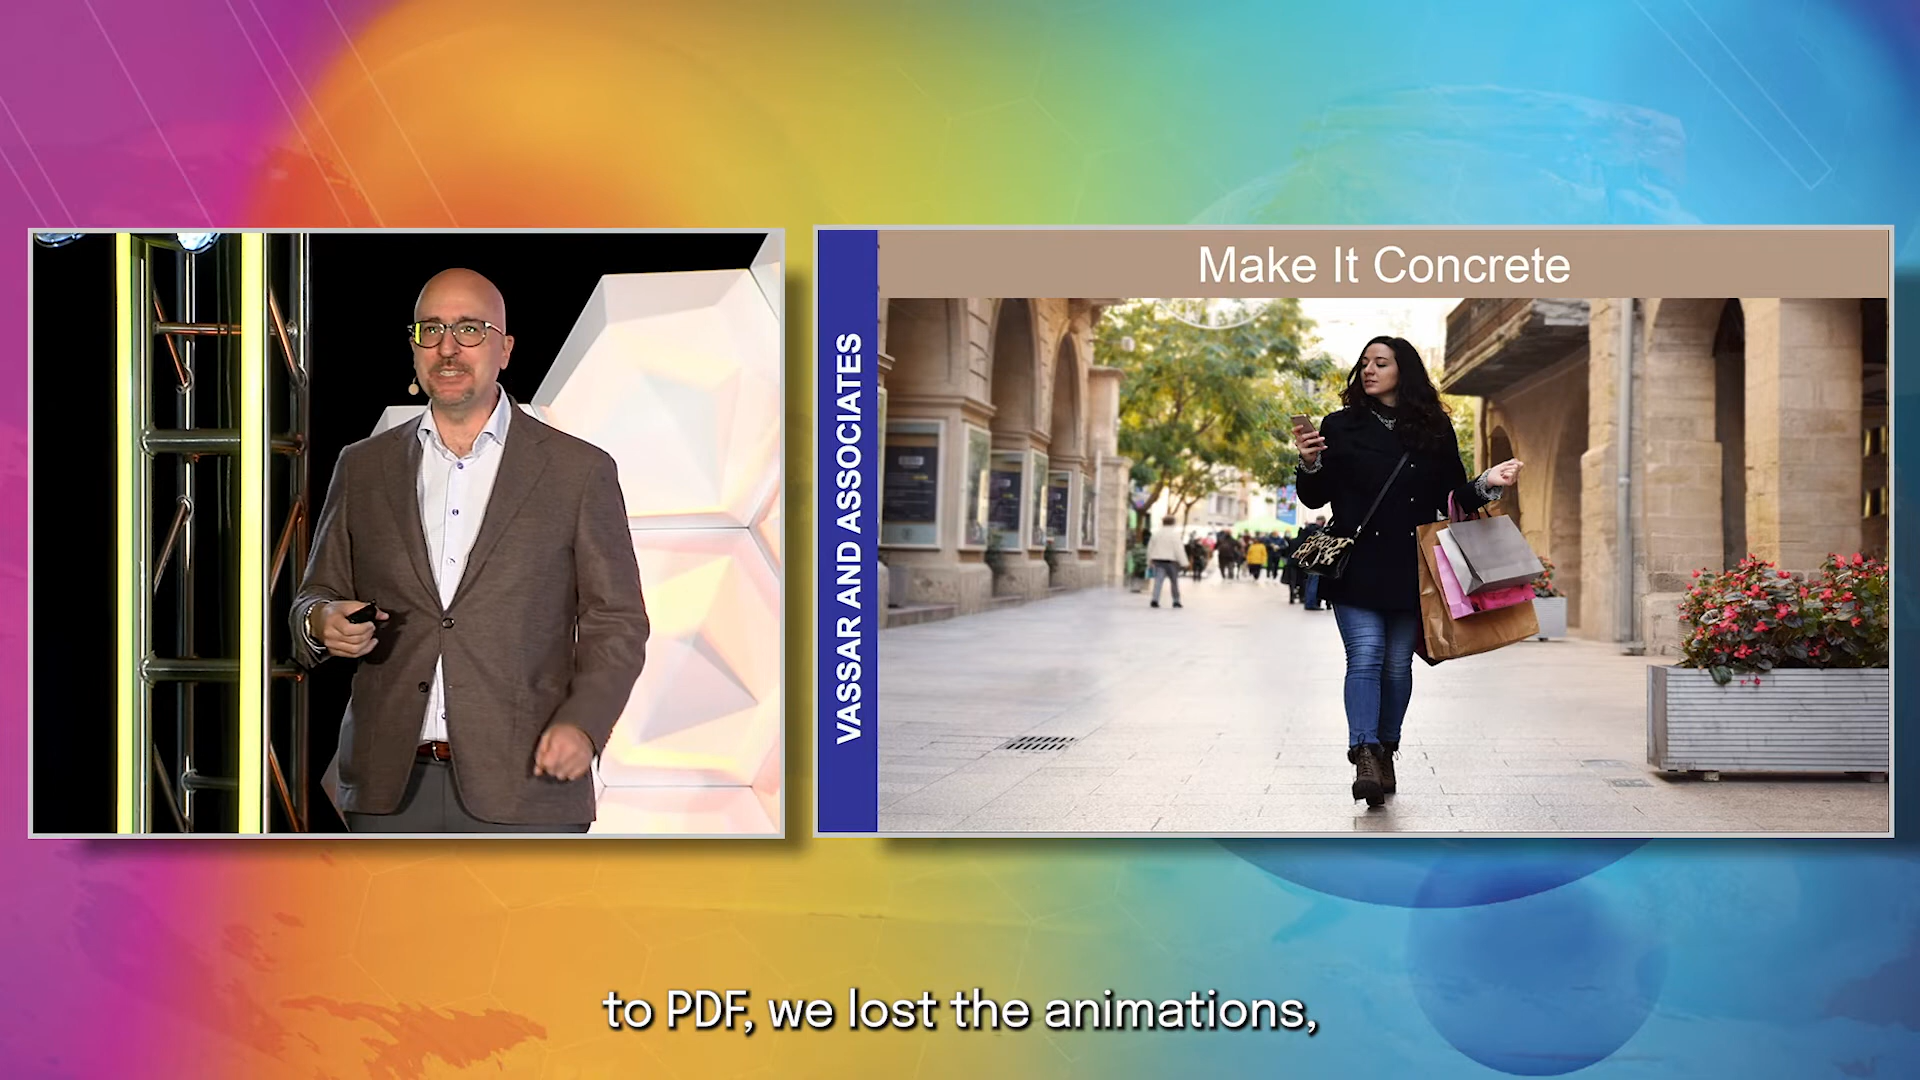 Make It Concrete
VASSAR AND ASSOCIATES
to PDF, we lost the animations,